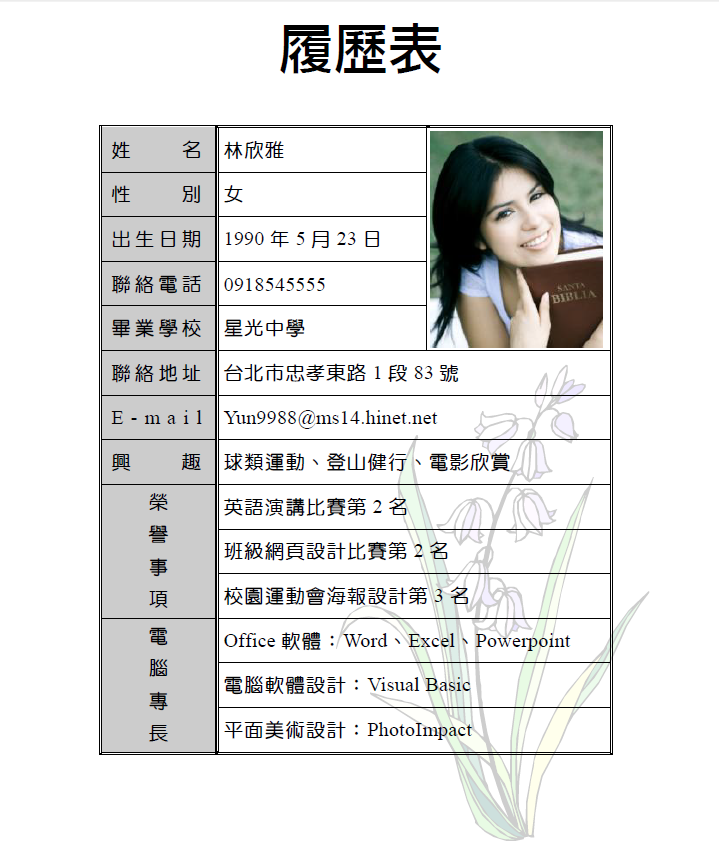 履歷表
姓名 林欣雅
性別 女
出生日期 1990 年 5 月 23 日
聯絡電話 0918545555
畢業學校 星光中學
SANTA
BIBLIA
聯絡地址 台北市忠孝東路 1 段 83 號
E-mail Yun9988@ms14.hinet.net
興趣 球類運動、登山健行、電影欣賞
榮譽事項
英語演講比賽第 2 名
班級網頁設計比賽第 2 名
校園運動會海報設計第 3 名
電腦專長
Office 軟體：Word、Excel、Powerpoint
電腦軟體設計：Visual Basic
平面美術設計：PhotoImpact